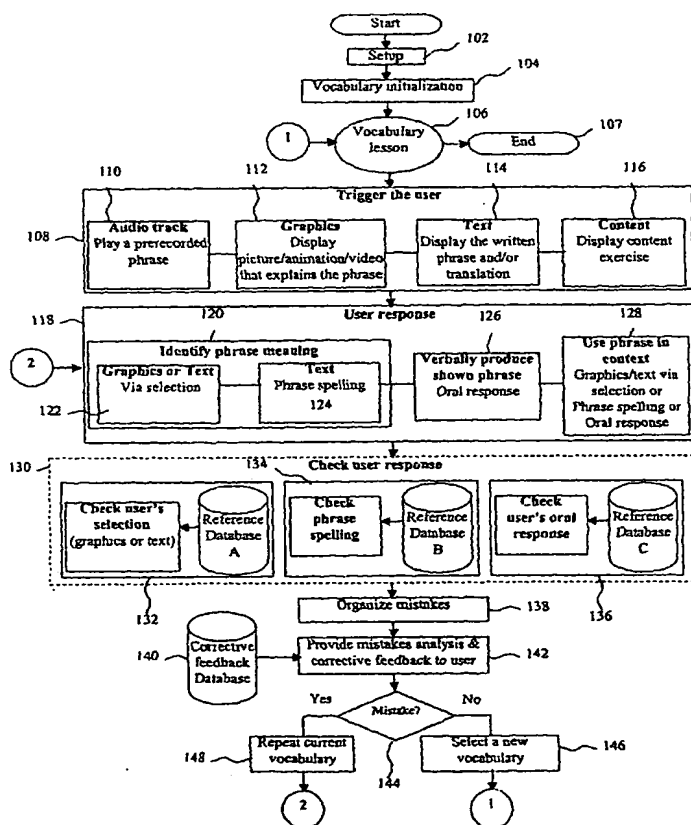 Start
Setup
102
Vocabulary initialization
104
106
1
Vocabulary
lesson
End
107
110
112
114
116
Trigger the user
108
Audio track
Play a prerecorded
phrase
Graphics
Display
picture/animation/video
that explains the phrase
Text
Display the written
phrase and/or
translation
Content
Display content
exercise
118
User response
120
126
128
2
Identify phrase meaning
Graphics or Text
Via selection
122
Text
Phrase spelling
124
Verbally produce
shown phrase
Oral response
Use phrase in
context
Graphics/text via
selection or
Phrase spelling or
Oral response
130
Check user response
134
Check user's
selection
(graphics or text)
Reference
Database
A
Check
phrase
spelling
Reference
Database
B
Check
user's oral
response
Reference
Database
C
132
136
Organize mistakes
138
140
Corrective
feedback
Database
Provide mistakes analysis &
corrective feedback to user
142
Yes
Mistake?
No
144
148
Repeat current
vocabulary
Select a new
vocabulary
146
2
1